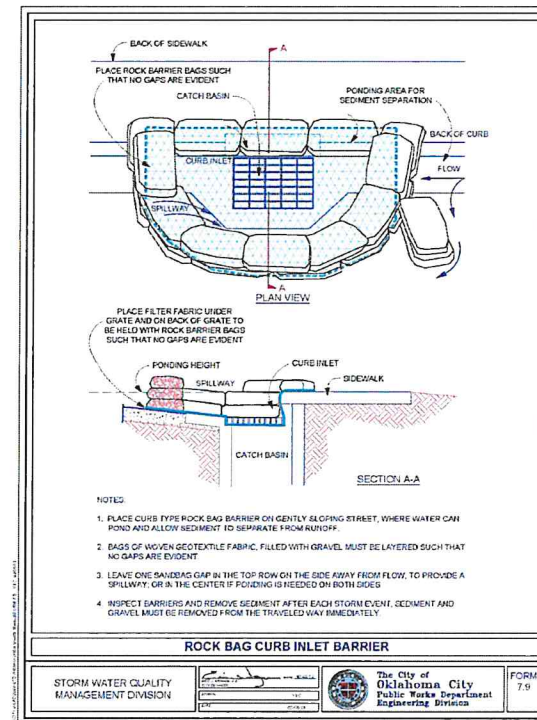 BACK OF SIDEWALK
A
PLACE ROCK BARRIER BAGS SUCH
THAT NO GAPS ARE EVIDENT
CATCH BASIN
PONDING AREA FOR
SEDIMENT SEPARATION
BACK OF CURB
CURB INLET
FLOW
SPILLWAY
A
PLAN VIEW
PLACE FILTER FABRIC UNDER
GRATE AND ON BACK OF GRATE TO
BE HELD WITH ROCK BARRIER BAGS
SUCH THAT NO GAPS ARE EVIDENT
PONDING HEIGHT
SPILLWAY
CURB INLET
SIDEWALK
CATCH BASIN
SECTION A-A
NOTES:
1. PLACE CURB TYPE ROCK BAG BARRIER ON GENTLY SLOPING STREET, WHERE WATER CAN
POND AND ALLOW SEDIMENT TO SEPARATE FROM RUNOFF.
2. BAGS OF WOVEN GEOTEXTILE FABRIC, FILLED WITH GRAVEL MUST BE LAYERED SUCH THAT
NO GAPS ARE EVIDENT.
3. LEAVE ONE SANDBAG GAP IN THE TOP ROW ON THE SIDE AWAY FROM FLOW, TO PROVIDE A
SPILLWAY; OR IN THE CENTER IF PONDING IS NEEDED ON BOTH SIDES
4. INSPECT BARRIERS AND REMOVE SEDIMENT AFTER EACH STORM EVENT, SEDIMENT AND
GRAVEL MUST BE REMOVED FROM THE TRAVELED WAY IMMEDIATELY.
ROCK BAG CURB INLET BARRIER
STORM WATER QUALITY
MANAGEMENT DIVISION
The City of
Oklahoma City
Public Works Department
Engineering Division
FORM
7.9